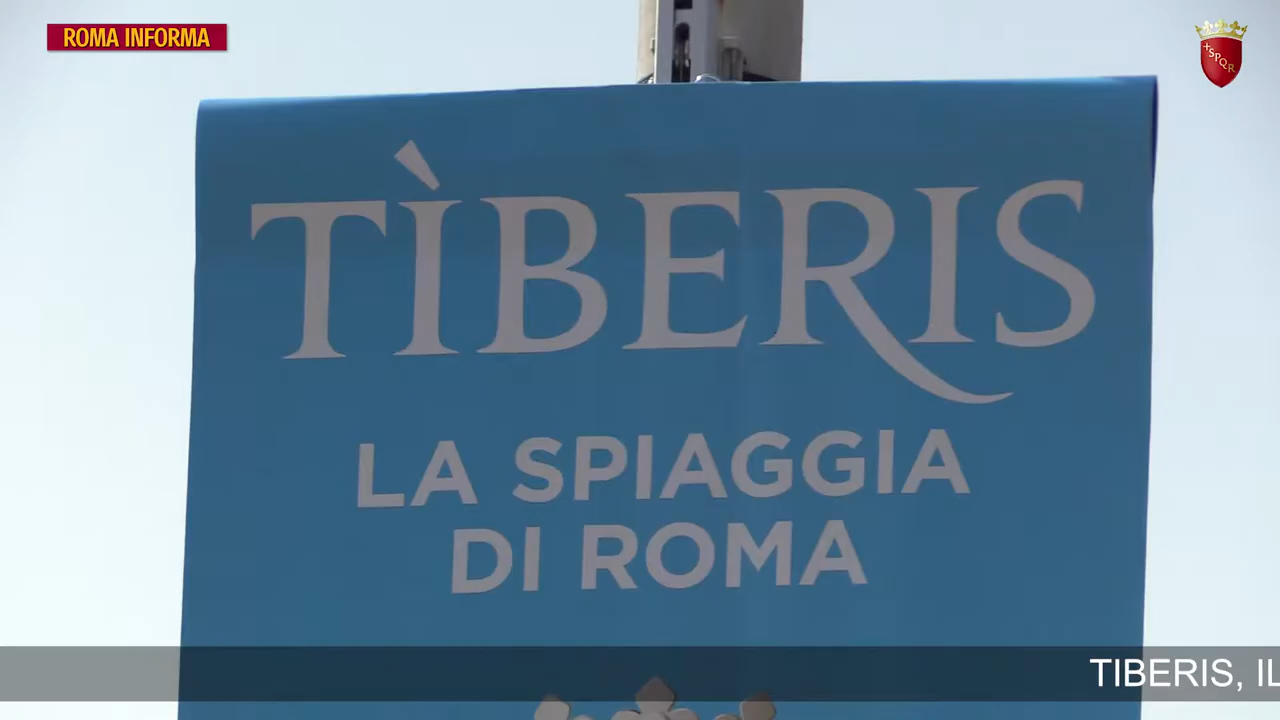 ROMA INFORMA
SPQR
TÌBERIS
LA SPIAGGIA
DI ROMA
TIBERIS, IL